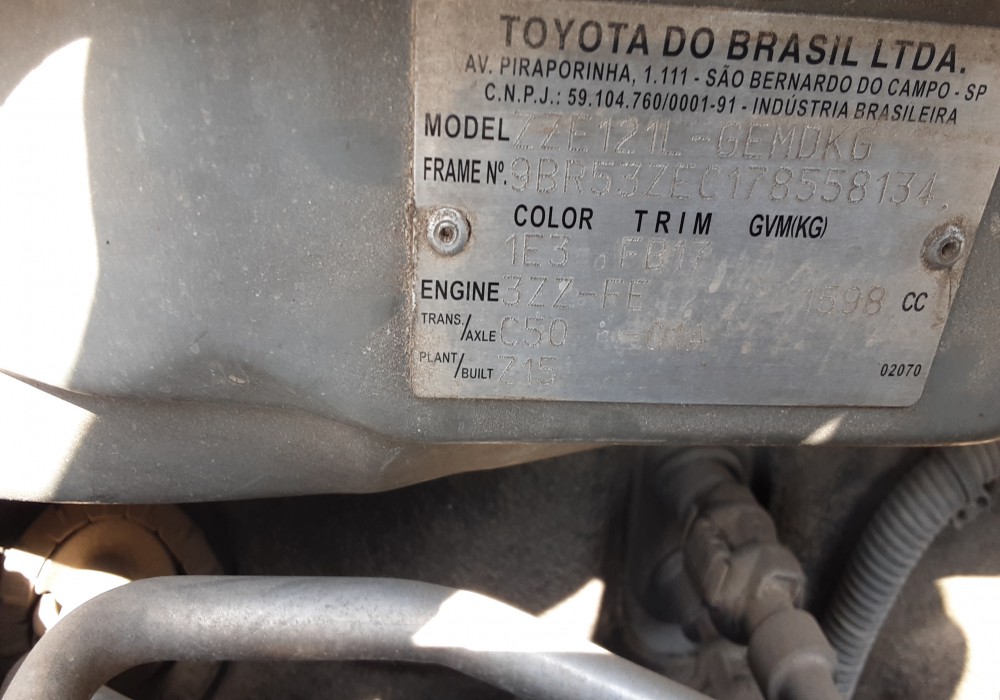 TOYOTA DO BRASIL LTDA.
AV. PIRAPORINHA, 1.111 - SÃO BERNARDO DO CAMPO - SP
C.N.P.J.: 59.104.760/0001-91 - INDÚSTRIA BRASILEIRA
MODEL ZZE121L-GEMDKG
FRAME Nº. 9BR53ZEC178558134.
COLOR TRIM GVM(KG)
1E3 FB17
ENGINE 3ZZ-FE 1598 CC
TRANS./AXLE C50
PLANT/BUILT Z15 02070